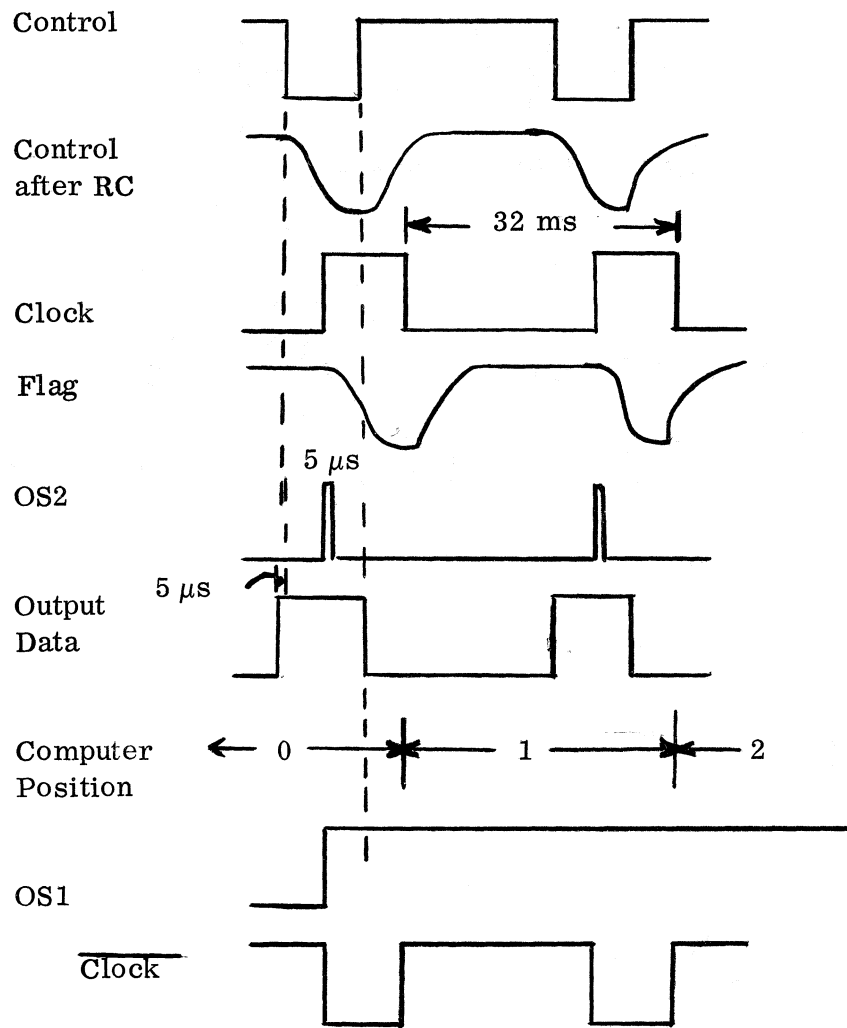 Control
Control
after RC
32 ms
Clock
Flag
5 μs
OS2
5 μs
Output
Data
Computer
Position
0
1
2
OS1
Clock